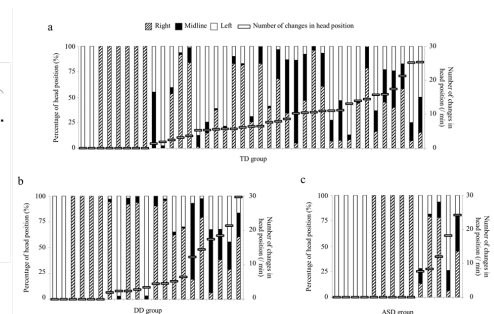 Right Midline Left Number of changes in head position
a
Percentage of head position (%)
100
75
50
25
0
30
20
10
0
Number of changes in
head position (/ min)
TD group
b
Percentage of head position (%)
100
75
50
25
0
30
20
10
0
Number of changes in
head position (/ min)
DD group
c
Percentage of head position (%)
100
75
50
25
0
30
20
10
0
Number of changes in
head position (/ min)
ASD group